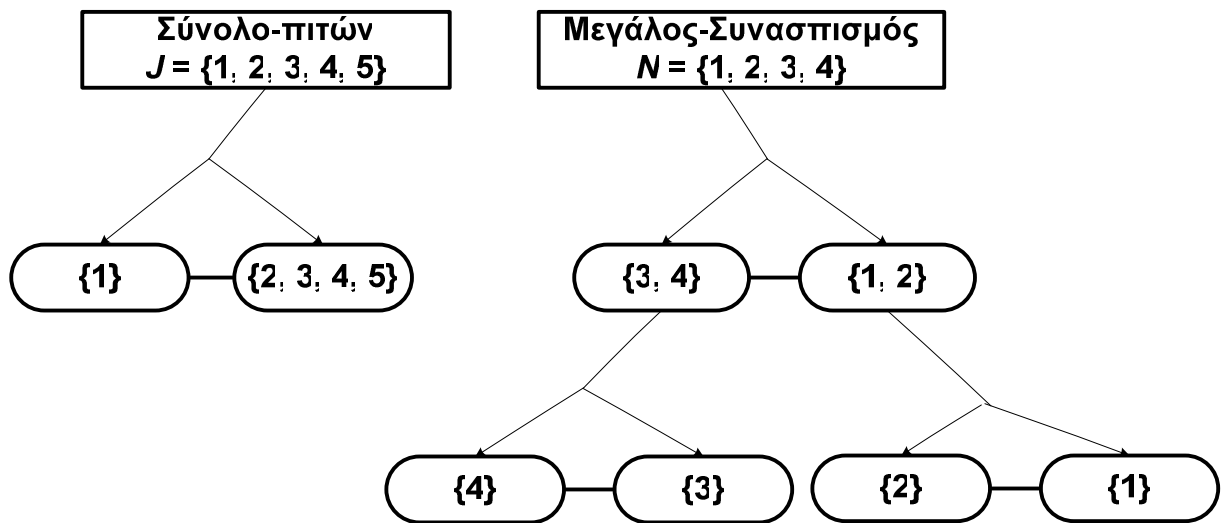 Σύνολο-πιτών
J = {1, 2, 3, 4, 5}
Μεγάλος-Συνασπισμός
N = {1, 2, 3, 4}
{1}
{2, 3, 4, 5}
{3, 4}
{1, 2}
{4}
{3}
{2}
{1}